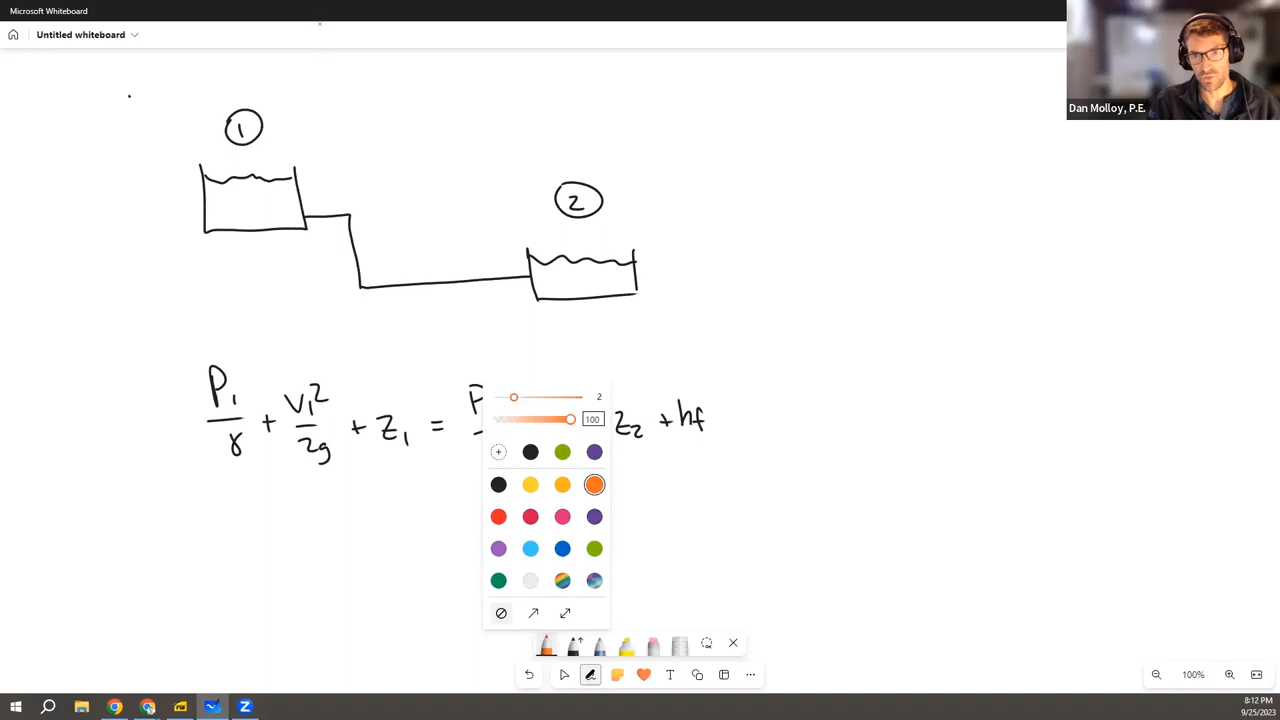 Microsoft Whiteboard
Untitled whiteboard
Dan Molloy, P.E.
1
2
P₁/γ + V₁²/2g + Z₁ = P Z₂ + hf
2
100
T
100%
8:12 PM
9/25/2023